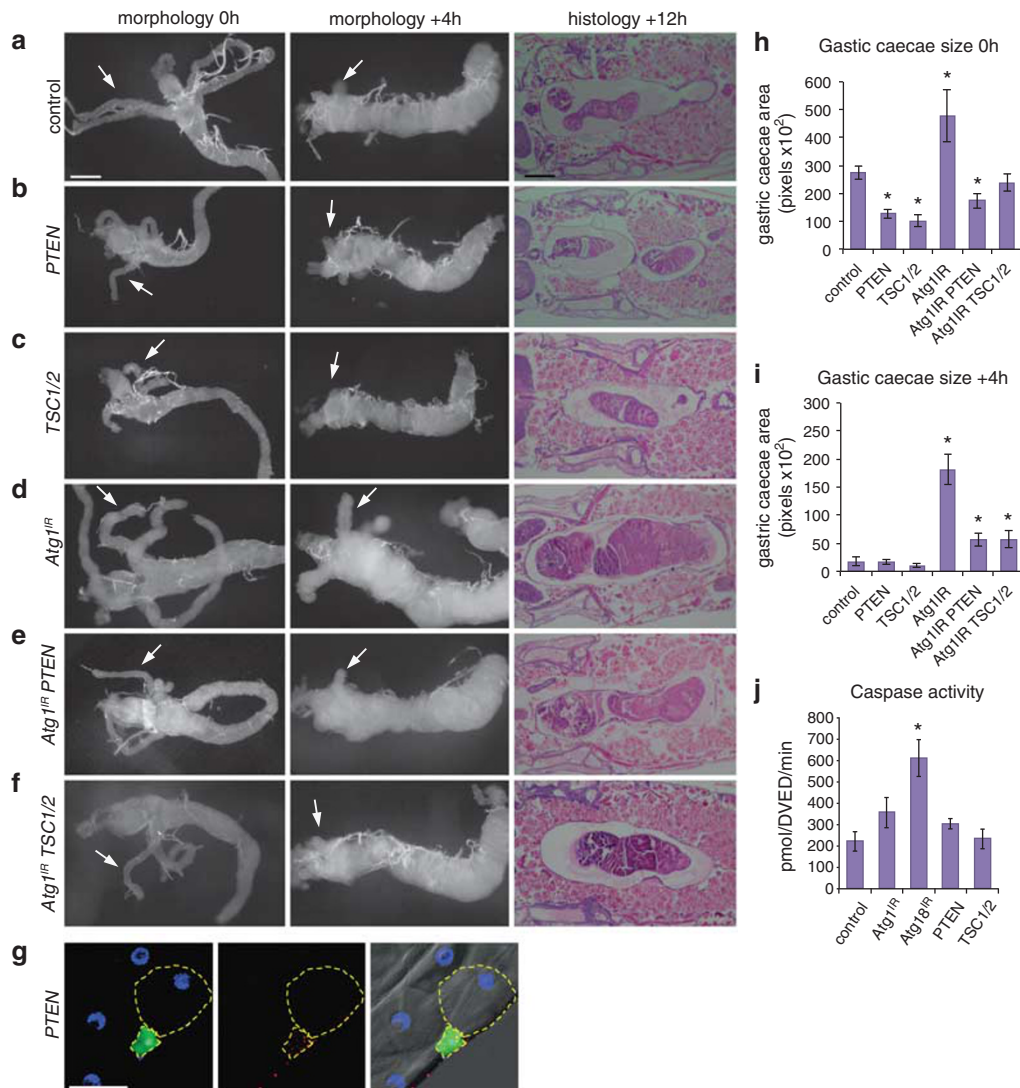 morphology 0h
morphology +4h
histology +12h
a
control
b
PTEN
c
TSC1/2
d
Atg1IR
e
Atg1IR PTEN
f
Atg1IR TSC1/2
g
PTEN
h
Gastic caecae size 0h
gastric caecae area
(pixels x10²)
600
500
400
300
200
100
0
*
*
*
*
control
PTEN
TSC1/2
Atg1IR
Atg1IR PTEN
Atg1IR TSC1/2
i
Gastic caecae size +4h
gastric caecae area
(pixels x10²)
300
250
200
150
100
50
0
*
*
*
control
PTEN
TSC1/2
Atg1IR
Atg1IR PTEN
Atg1IR TSC1/2
j
Caspase activity
pmol/DVED/min
800
700
600
500
400
300
200
100
0
*
control
Atg1IR
Atg18IR
PTEN
TSC1/2